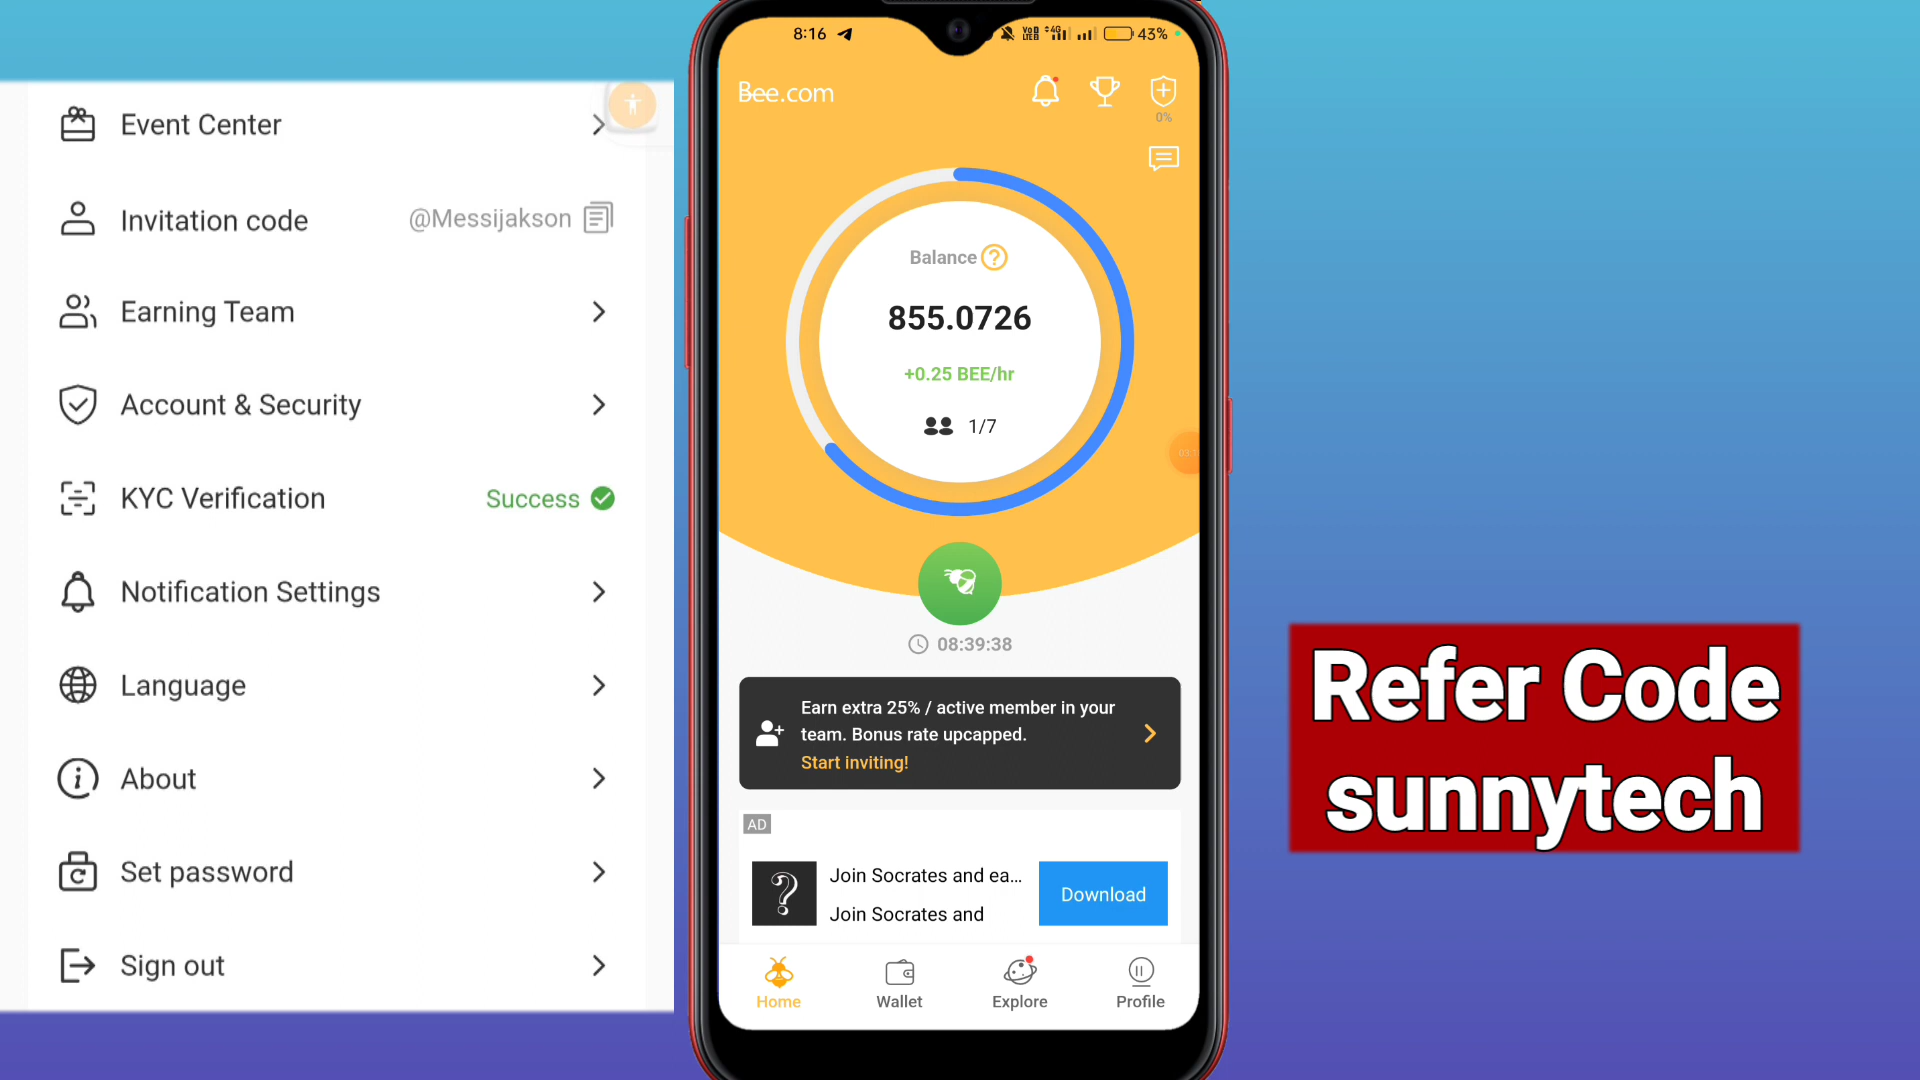 Event Center
Invitation code @Messijakson
Earning Team
Account & Security
KYC Verification Success
Notification Settings
Language
About
Set password
Sign out
8:16 4G 43%
Bee.com
0%
Balance ?
855.0726
+0.25 BEE/hr
1/7
08:39:38
Earn extra 25% / active member in your
team. Bonus rate upcapped.
Start inviting!
AD
?
Join Socrates and ea...
Join Socrates and
Download
Home
Wallet
Explore
Profile
Refer Code
sunnytech